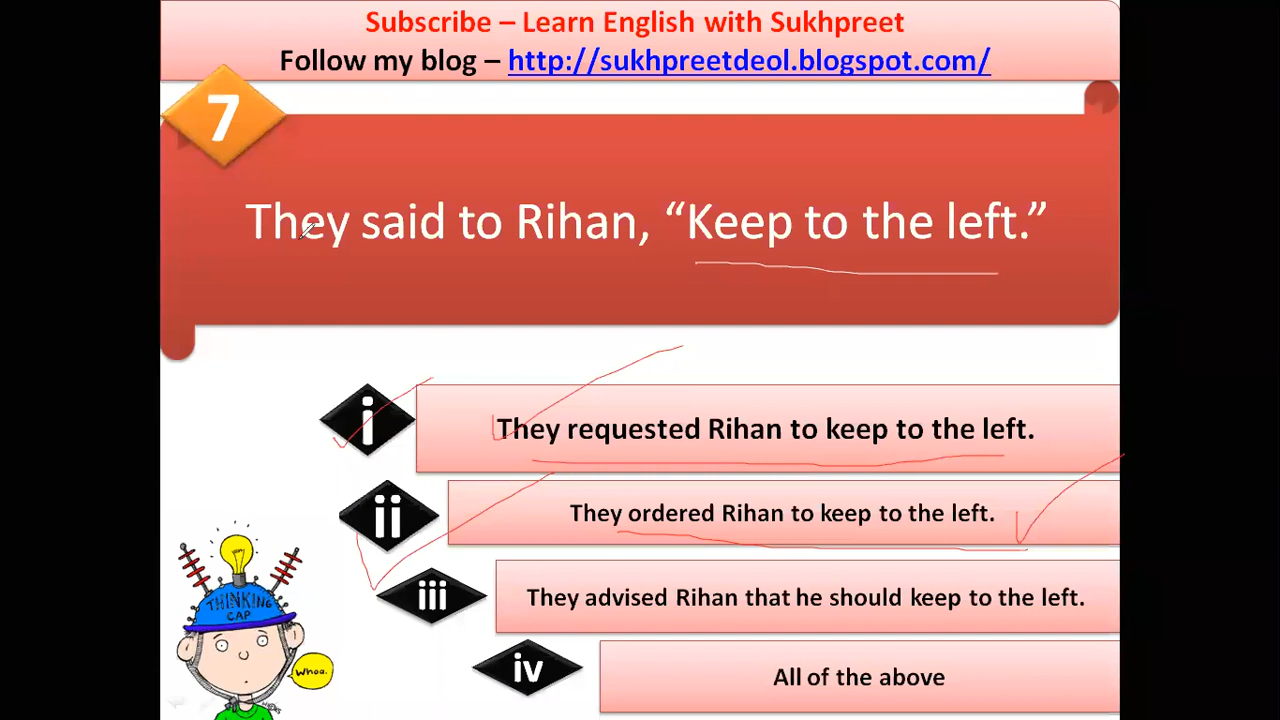 Subscribe – Learn English with Sukhpreet
Follow my blog – http://sukhpreetdeol.blogspot.com/
7
They said to Rihan, “Keep to the left.”
i
They requested Rihan to keep to the left.
ii
They ordered Rihan to keep to the left.
iii
They advised Rihan that he should keep to the left.
iv
All of the above
THINKING
CAP
Whoa.